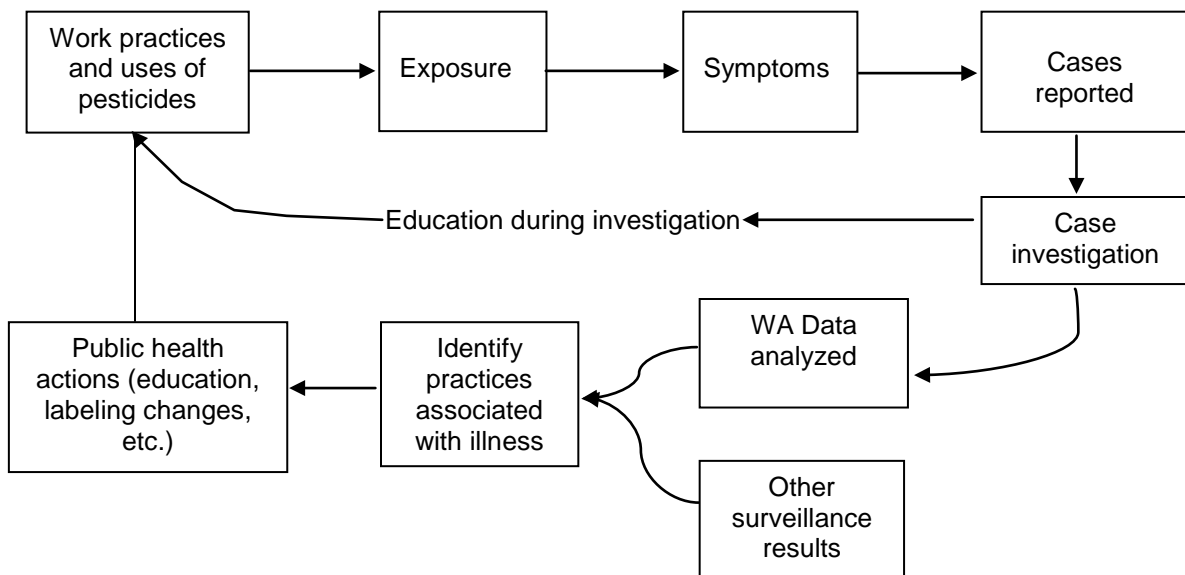 Work practices
and uses of
pesticides
Exposure
Symptoms
Cases
reported
Education during investigation
Case
investigation
WA Data
analyzed
Public health
actions (education,
labeling changes,
etc.)
Identify
practices
associated
with illness
Other
surveillance
results